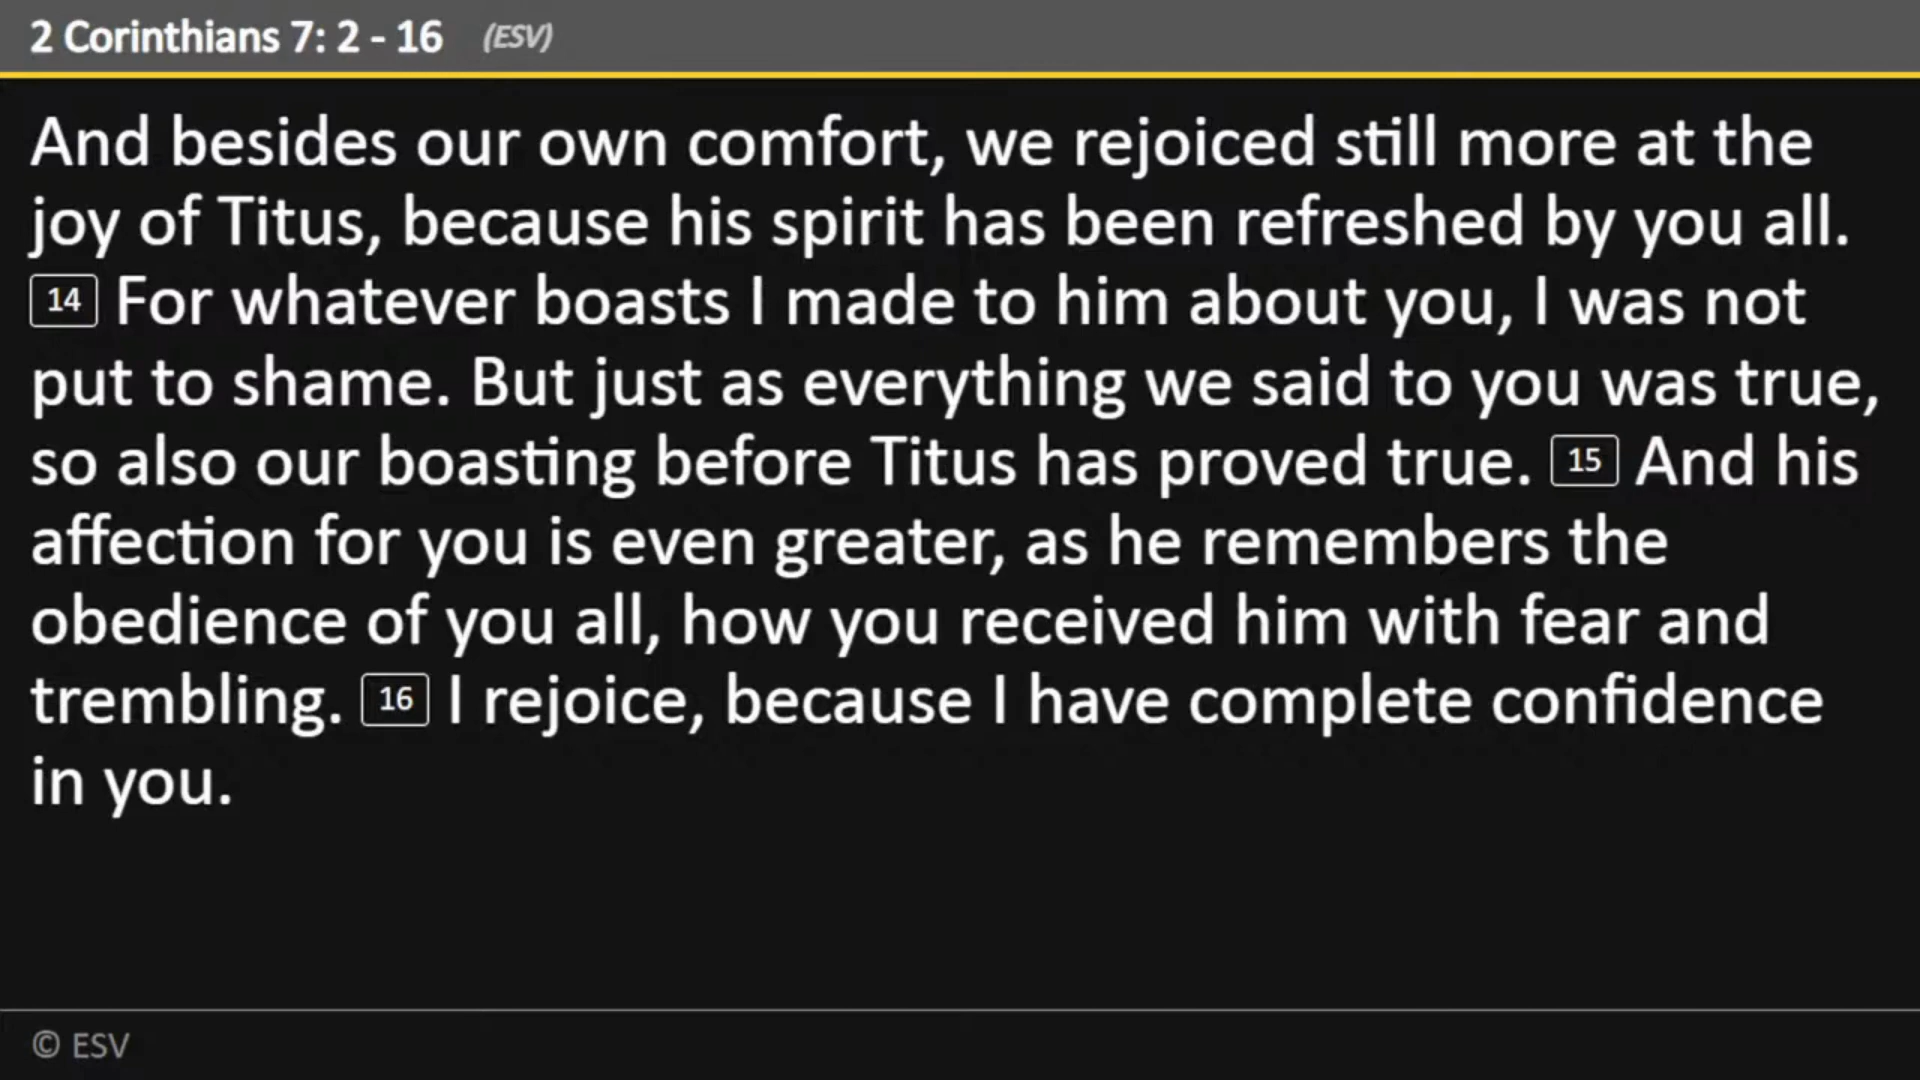 2 Corinthians 7: 2 - 16 (ESV)
And besides our own comfort, we rejoiced still more at the
joy of Titus, because his spirit has been refreshed by you all.
14 For whatever boasts I made to him about you, I was not
put to shame. But just as everything we said to you was true,
so also our boasting before Titus has proved true. 15 And his
affection for you is even greater, as he remembers the
obedience of you all, how you received him with fear and
trembling. 16 I rejoice, because I have complete confidence
in you.
© ESV